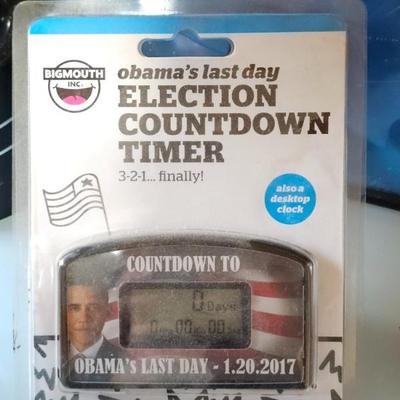 BIGMOUTH
INC.
obama's last day
ELECTION
COUNTDOWN
TIMER
3-2-1... finally!
also a
desktop
clock
COUNTDOWN TO
0 Days
00 00
OBAMA's LAST DAY - 1.20.2017